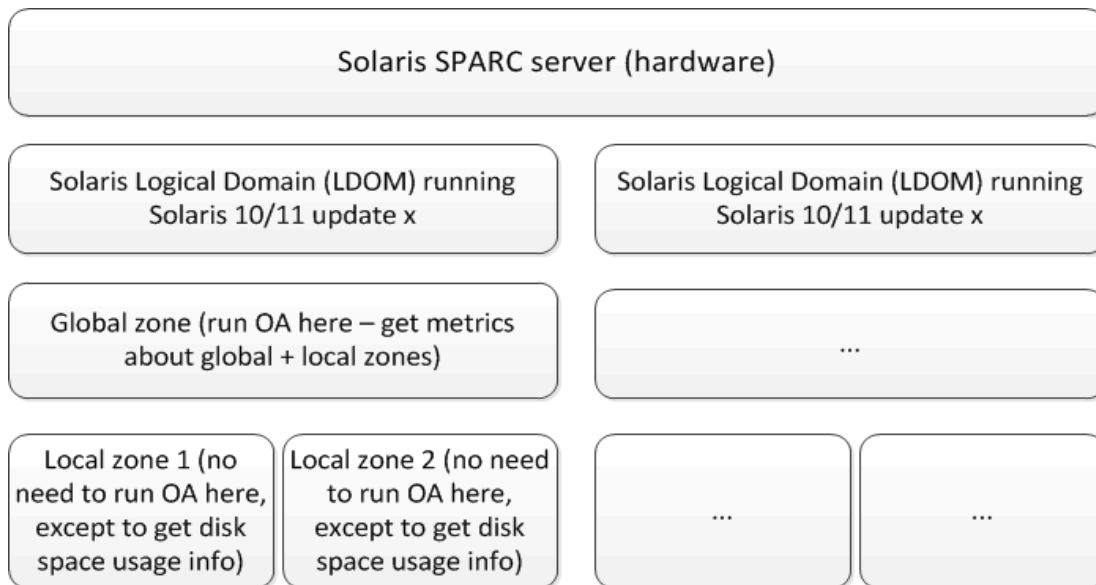 Solaris SPARC server (hardware)
Solaris Logical Domain (LDOM) running
Solaris 10/11 update x
Solaris Logical Domain (LDOM) running
Solaris 10/11 update x
Global zone (run OA here – get metrics
about global + local zones)
...
Local zone 1 (no
need to run OA here,
except to get disk
space usage info)
Local zone 2 (no need
to run OA here,
except to get disk
space usage info)
...
...